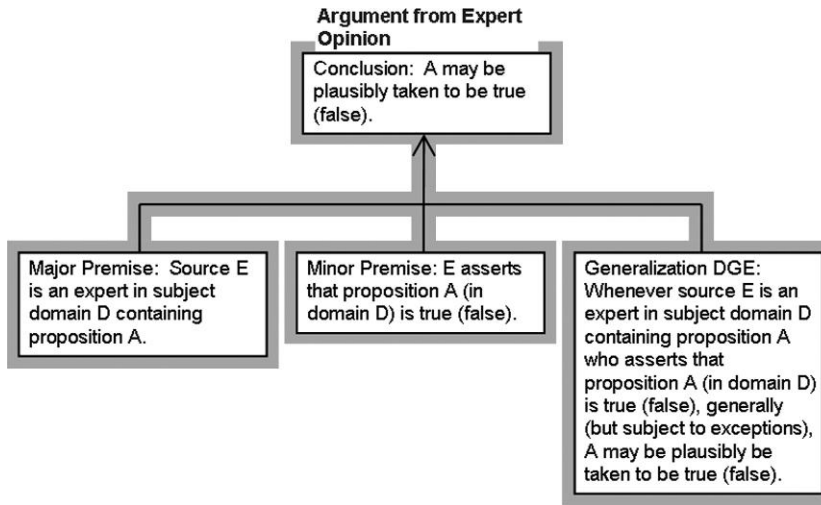 Argument from Expert
Opinion
Conclusion: A may be
plausibly taken to be true
(false).
Major Premise: Source E
is an expert in subject
domain D containing
proposition A.
Minor Premise: E asserts
that proposition A (in
domain D) is true (false).
Generalization DGE:
Whenever source E is an
expert in subject domain D
containing proposition A
who asserts that
proposition A (in domain D)
is true (false), generally
(but subject to exceptions),
A may be plausibly be
taken to be true (false).